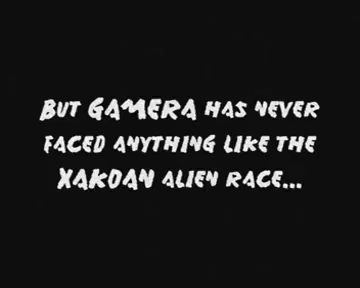 BUT GAMERA HAS NEVER
FACED ANYTHING LIKE THE
XAKOAN ALIEN RACE...